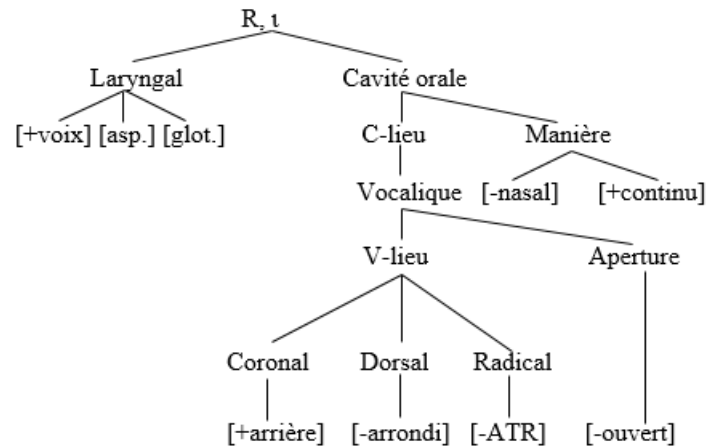 R, ɩ
Laryngal Cavité orale
[+voix] [asp.] [glot.] C-lieu Manière
Vocalique [-nasal] [+continu]
V-lieu Aperture
Coronal Dorsal Radical
[+arrière] [-arrondi] [-ATR] [-ouvert]